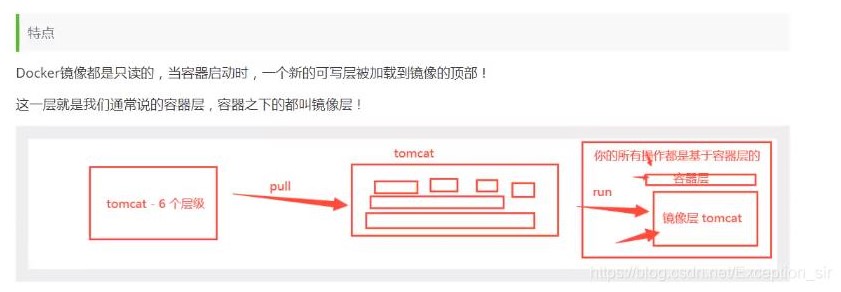 特点
Docker镜像都是只读的，当容器启动时，一个新的可写层被加载到镜像的顶部！
这一层就是我们通常说的容器层，容器之下的都叫镜像层！
tomcat - 6 个层级
pull
tomcat
run
你的所有操作都是基于容器层的
容器层
镜像层 tomcat
https://blog.csdn.net/Exception_sir